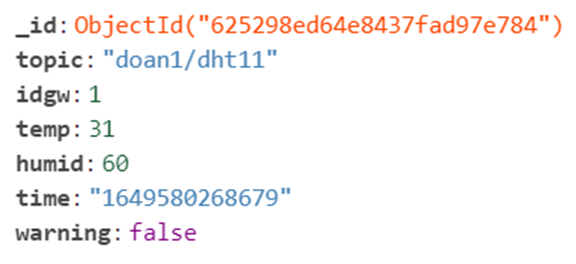 _id: ObjectId("625298ed64e8437fad97e784")
topic: "doan1/dht11"
idgw: 1
temp: 31
humid: 60
time: "1649580268679"
warning: false